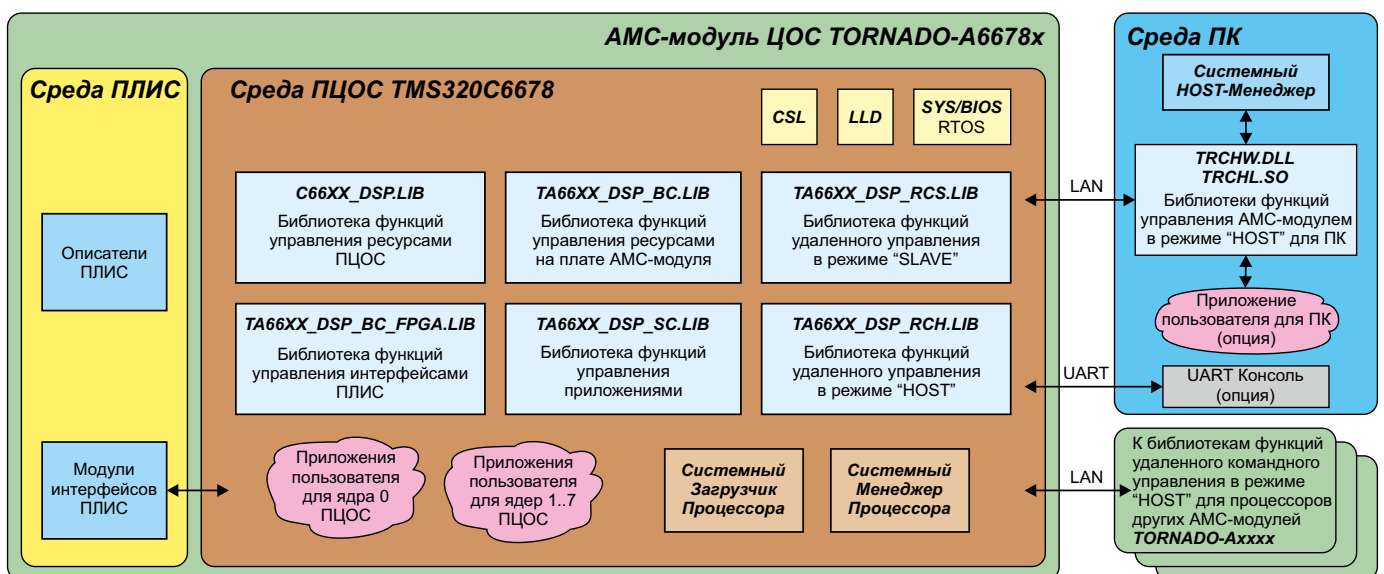 АМС-модуль ЦОС TORNADO-A6678x
Среда ПЛИС
Описатели
ПЛИС
Модули
интерфейсов
ПЛИС
Среда ПЦОС TMS320C6678
CSL
LLD
SYS/BIOS
RTOS
C66XX_DSP.LIB
Библиотека функций
управления ресурсами
ПЦОС
TA66XX_DSP_BC.LIB
Библиотека функций
управления ресурсами
на плате АМС-модуля
TA66XX_DSP_RCS.LIB
Библиотека функций
удаленного управления
в режиме “SLAVE”
TA66XX_DSP_BC_FPGA.LIB
Библиотека функций
управления интерфейсами
ПЛИС
TA66XX_DSP_SC.LIB
Библиотека функций
управления
приложениями
TA66XX_DSP_RCH.LIB
Библиотека функций
удаленного управления
в режиме “HOST”
Приложения
пользователя
для ядра 0
ПЦОС
Приложения
пользователя
для ядер 1..7
ПЦОС
Системный
Загрузчик
Процессора
Системный
Менеджер
Процессора
LAN
UART
LAN
Среда ПК
Системный
HOST-Менеджер
TRCHW.DLL
TRCHL.SO
Библиотеки функций
управления АМС-модулем
в режиме “HOST” для ПК
Приложение
пользователя для ПК
(опция)
UART Консоль
(опция)
К библиотекам функций
удаленного командного
управления в режиме
“HOST” для процессоров
других АМС-модулей
TORNADO-Axxxx